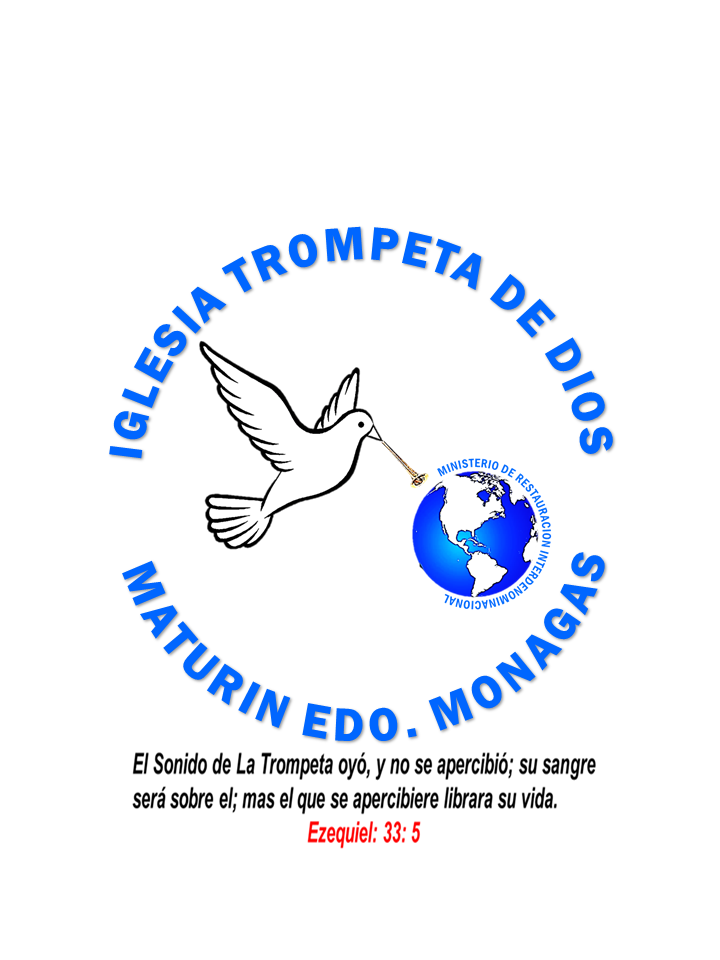 IGLESIA TROMPETA DE DIOS
MINISTERIO DE RESTAURACION INTERDENOMINACIONAL
MATURIN EDO. MONAGAS
El Sonido de La Trompeta oyó, y no se apercibió; su sangre
será sobre el; mas el que se apercibiere librara su vida.
Ezequiel: 33: 5